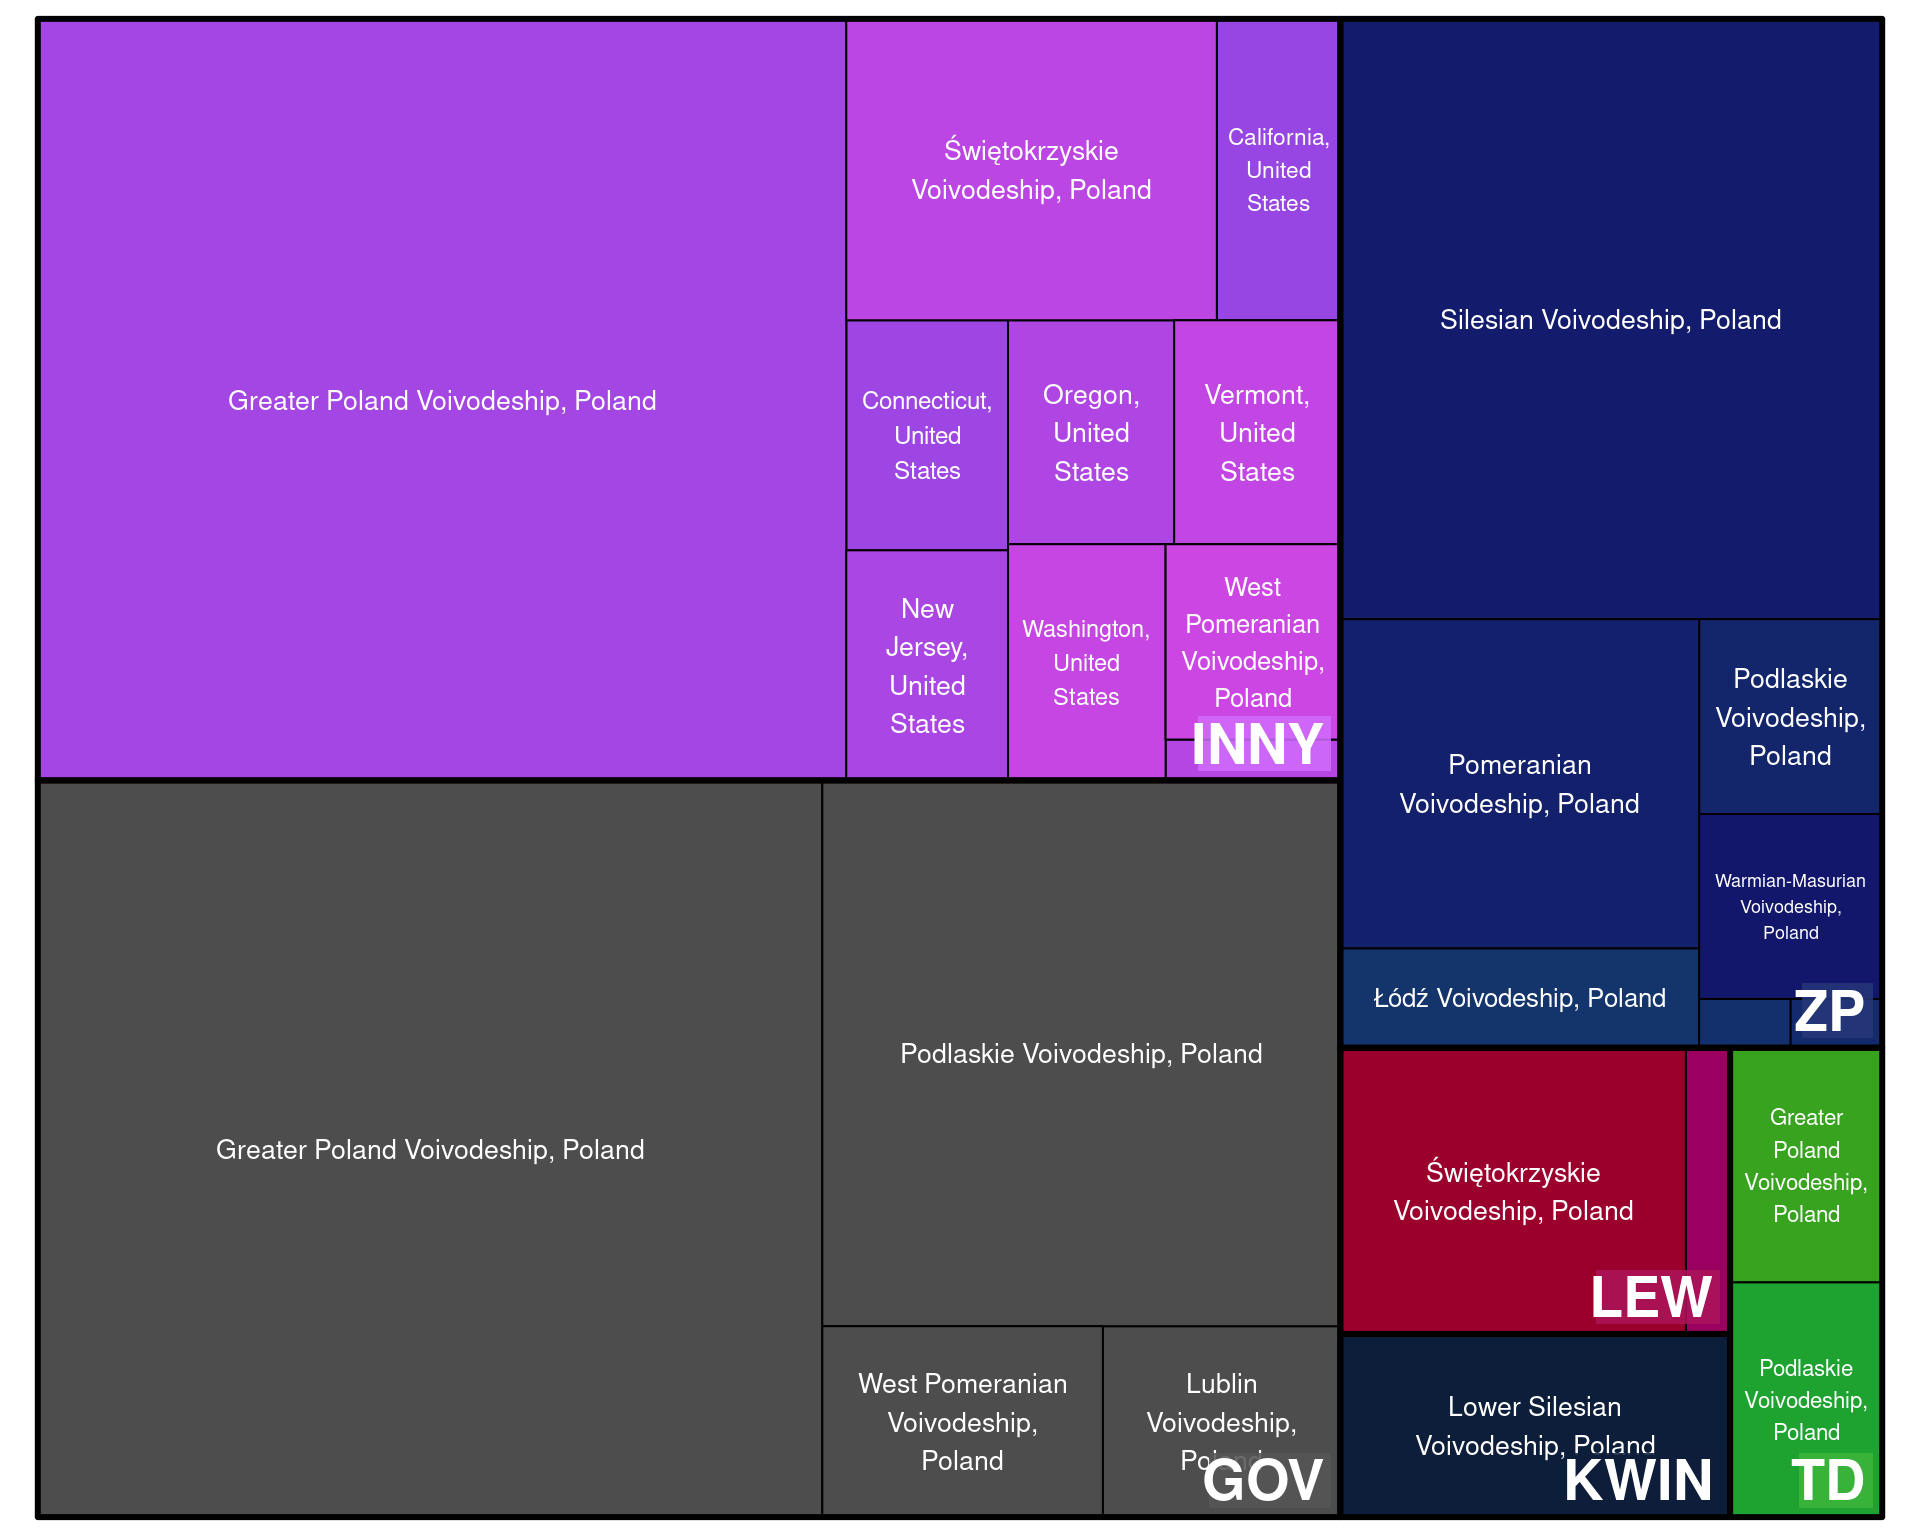 Greater Poland Voivodeship, Poland
Świętokrzyskie
Voivodeship, Poland
California,
United
States
Connecticut,
United
States
Oregon,
United
States
Vermont,
United
States
New
Jersey,
United
States
Washington,
United
States
West
Pomeranian
Voivodeship,
Poland
INNY
Silesian Voivodeship, Poland
Pomeranian
Voivodeship, Poland
Podlaskie
Voivodeship,
Poland
Warmian-Masurian
Voivodeship,
Poland
Łódź Voivodeship, Poland
ZP
Greater Poland Voivodeship, Poland
Podlaskie Voivodeship, Poland
West Pomeranian
Voivodeship,
Poland
Lublin
Voivodeship,
Poland
GOV
Świętokrzyskie
Voivodeship, Poland
LEW
Lower Silesian
Voivodeship, Poland
KWIN
Greater
Poland
Voivodeship,
Poland
Podlaskie
Voivodeship,
Poland
TD